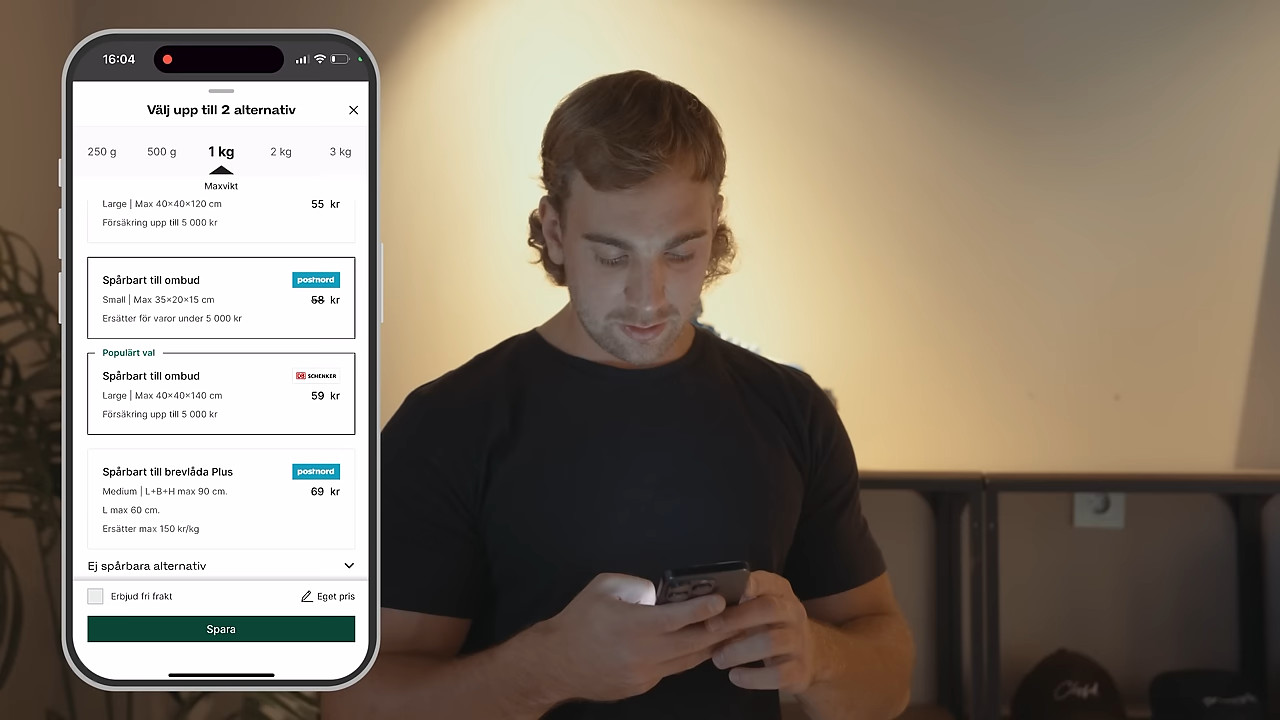 16:04
Välj upp till 2 alternativ
250 g 500 g 1 kg 2 kg 3 kg
Maxvikt
Large | Max 40×40×120 cm 55 kr
Försäkring upp till 5 000 kr
Spårbart till ombud postnord
Small | Max 35×20×15 cm 58 kr
Ersätter för varor under 5 000 kr
Populärt val
Spårbart till ombud DB SCHENKER
Large | Max 40×40×140 cm 59 kr
Försäkring upp till 5 000 kr
Spårbart till brevlåda Plus postnord
Medium | L+B+H max 90 cm. 69 kr
L max 60 cm.
Ersätter max 150 kr/kg
Ej spårbara alternativ
Erbjud fri frakt Eget pris
Spara